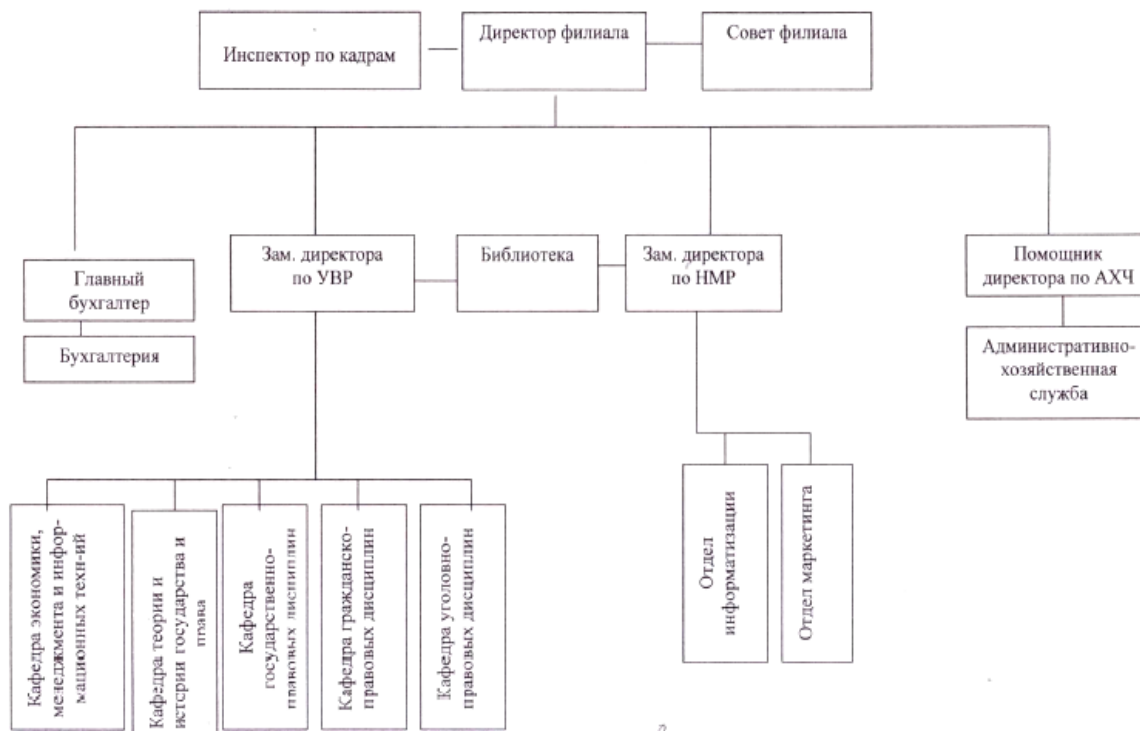 Инспектор по кадрам
Директор филиала
Совет филиала
Главный
бухгалтер
Бухгалтерия
Зам. директора
по УВР
Библиотека
Зам. директора
по НМР
Помощник
директора по АХЧ
Административно-
хозяйственная
служба
Кафедра экономики,
менеджмента и инфор-
мационных техн-ий
Кафедра теории и
истории государства и
права
Кафедра
государственно-
правовых дисциплин
Кафедра гражданско-
правовых дисциплин
Кафедра уголовно-
правовых дисциплин
Отдел
информатизации
Отдел маркетинга